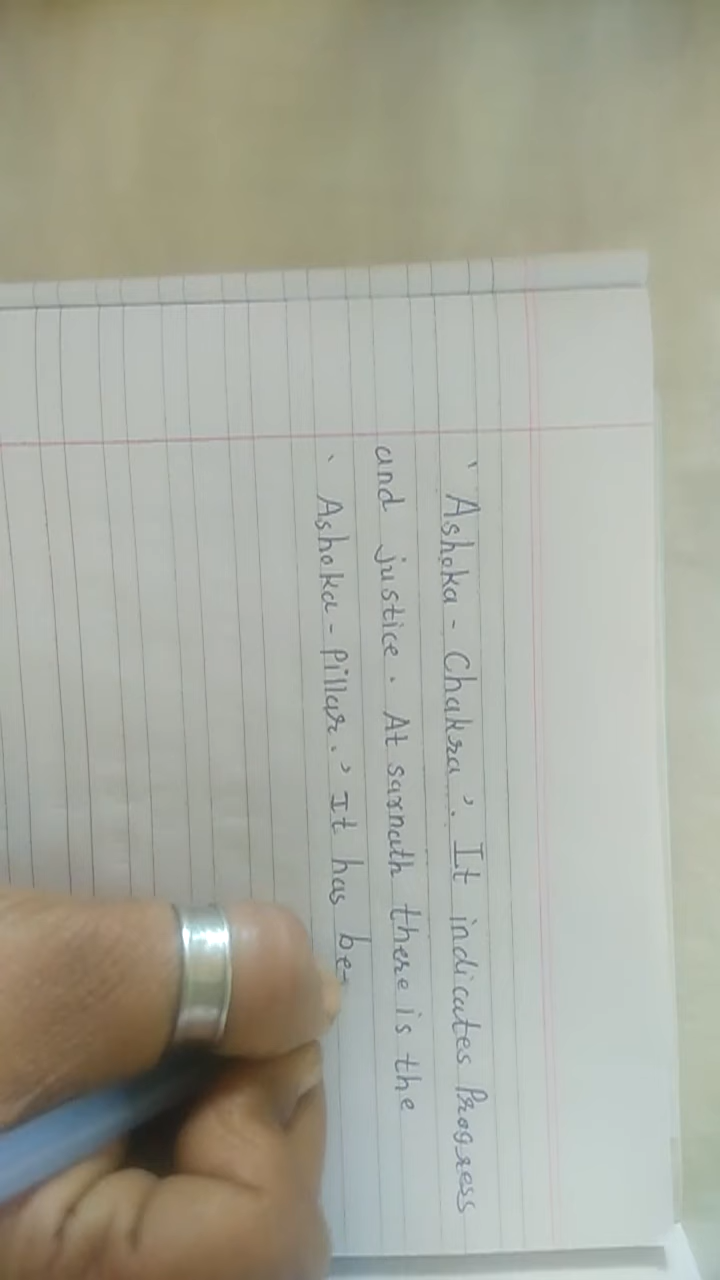 ' Ashoka - Chakra '. It indicates Progress
and justice. At sarnath there is the
' Ashoka - Pillar.' It has be-